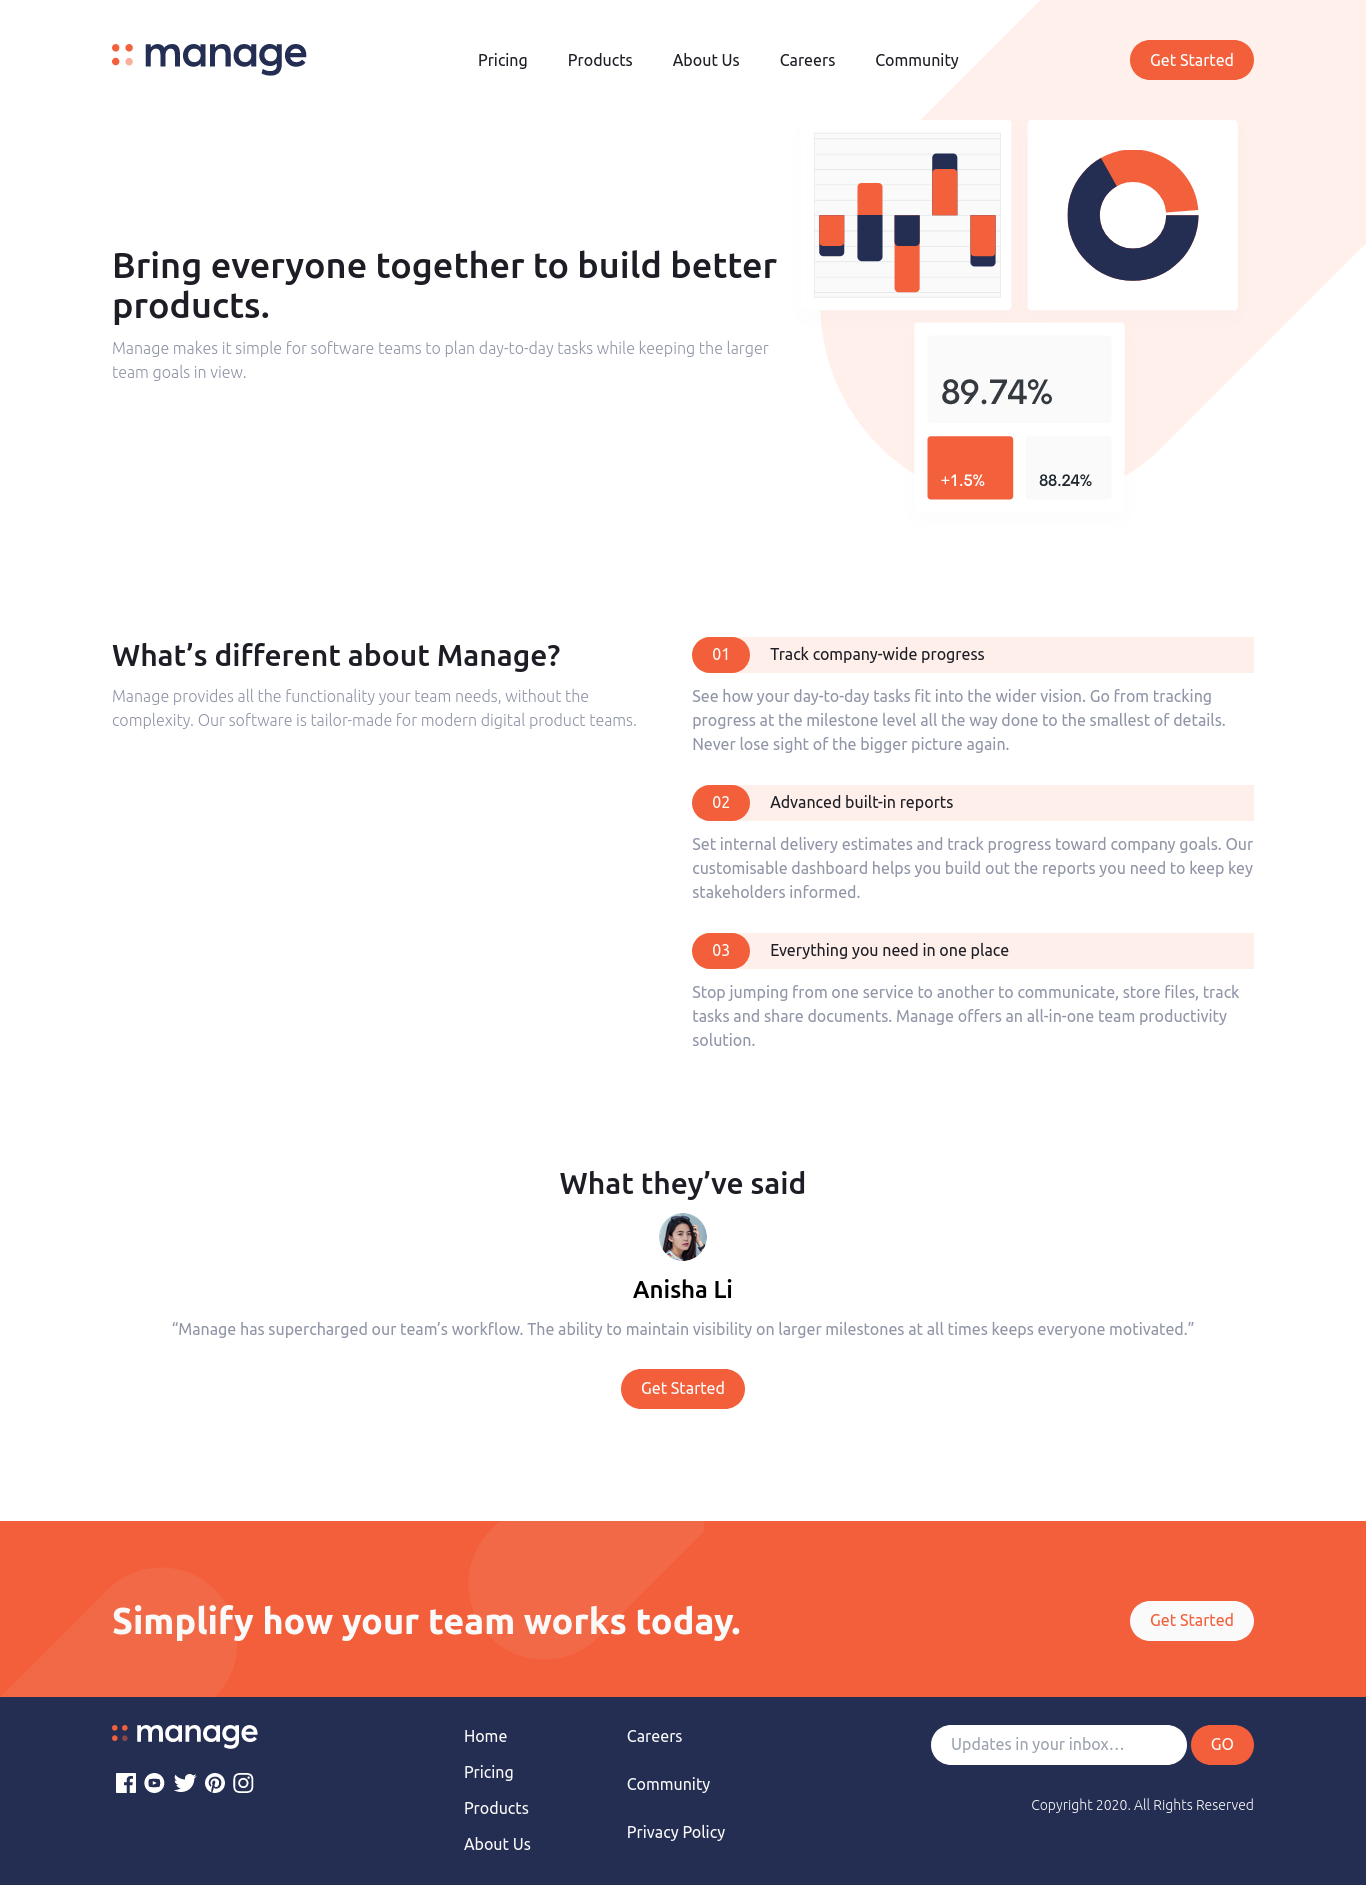 manage
Pricing
Products
About Us
Careers
Community
Get Started
Bring everyone together to build better
products.
Manage makes it simple for software teams to plan day-to-day tasks while keeping the larger
team goals in view.
89.74%
+1.5%
88.24%
What’s different about Manage?
Manage provides all the functionality your team needs, without the
complexity. Our software is tailor-made for modern digital product teams.
01
Track company-wide progress
See how your day-to-day tasks fit into the wider vision. Go from tracking
progress at the milestone level all the way done to the smallest of details.
Never lose sight of the bigger picture again.
02
Advanced built-in reports
Set internal delivery estimates and track progress toward company goals. Our
customisable dashboard helps you build out the reports you need to keep key
stakeholders informed.
03
Everything you need in one place
Stop jumping from one service to another to communicate, store files, track
tasks and share documents. Manage offers an all-in-one team productivity
solution.
What they’ve said
Anisha Li
“Manage has supercharged our team’s workflow. The ability to maintain visibility on larger milestones at all times keeps everyone motivated.”
Get Started
Simplify how your team works today.
Get Started
manage
Home
Pricing
Products
About Us
Careers
Community
Privacy Policy
Updates in your inbox…
GO
Copyright 2020. All Rights Reserved